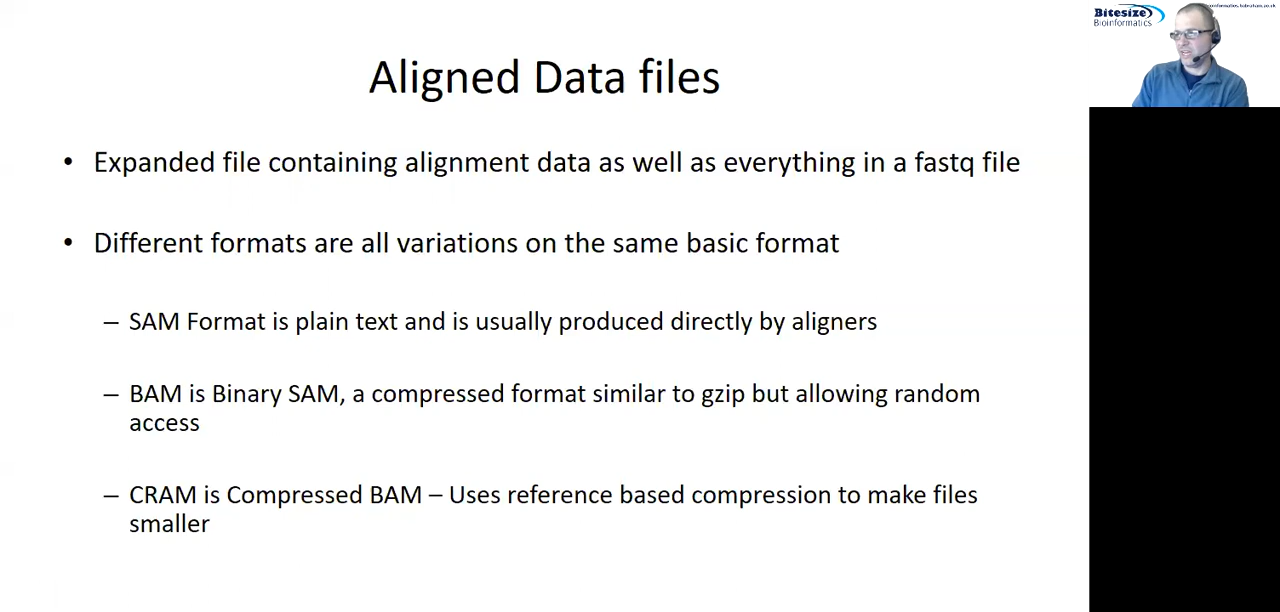 Bitesize
Bioinformatics
Aligned Data files
• Expanded file containing alignment data as well as everything in a fastq file
• Different formats are all variations on the same basic format
– SAM Format is plain text and is usually produced directly by aligners
– BAM is Binary SAM, a compressed format similar to gzip but allowing random
access
– CRAM is Compressed BAM – Uses reference based compression to make files
smaller